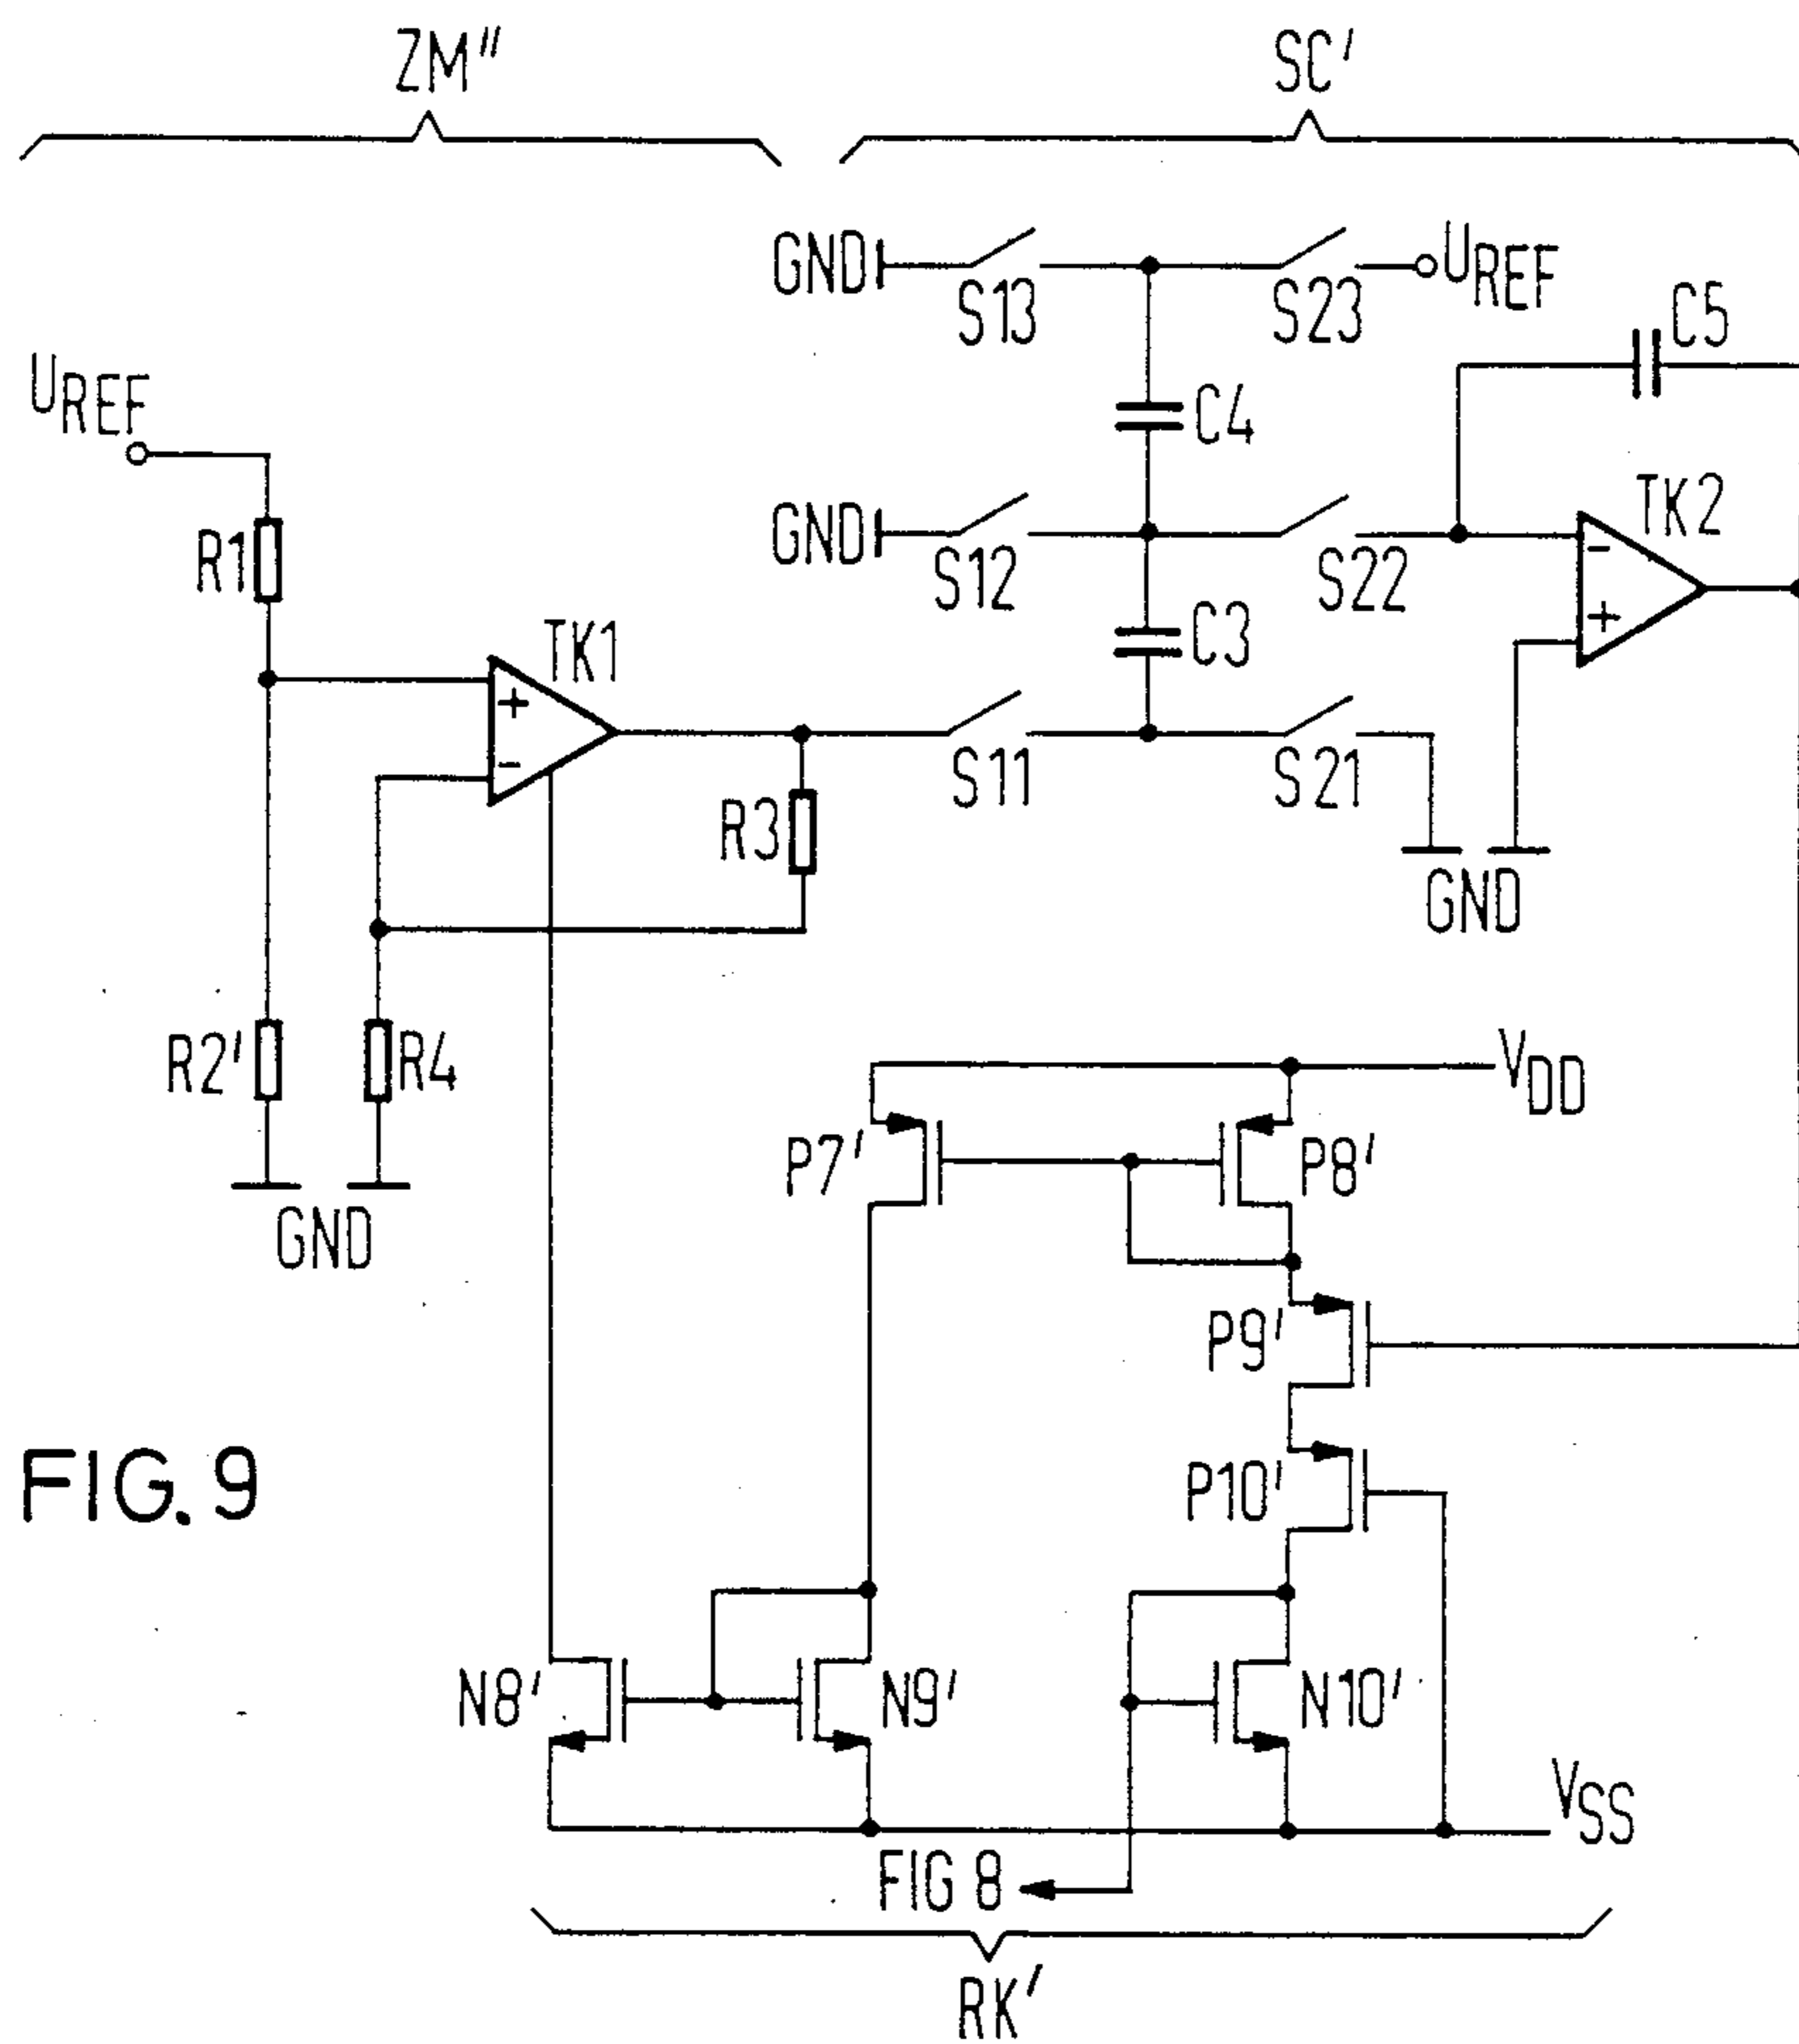 ZM"
SC'
GND
S13
S23
UREF
C5
UREF
C4
R1
GND
S12
S22
TK2
-
+
TK1
+
-
C3
S11
S21
R3
GND
R2'
R4
GND
VDD
P7'
P8'
P9'
P10'
FIG. 9
N8'
N9'
N10'
VSS
FIG 8
RK'